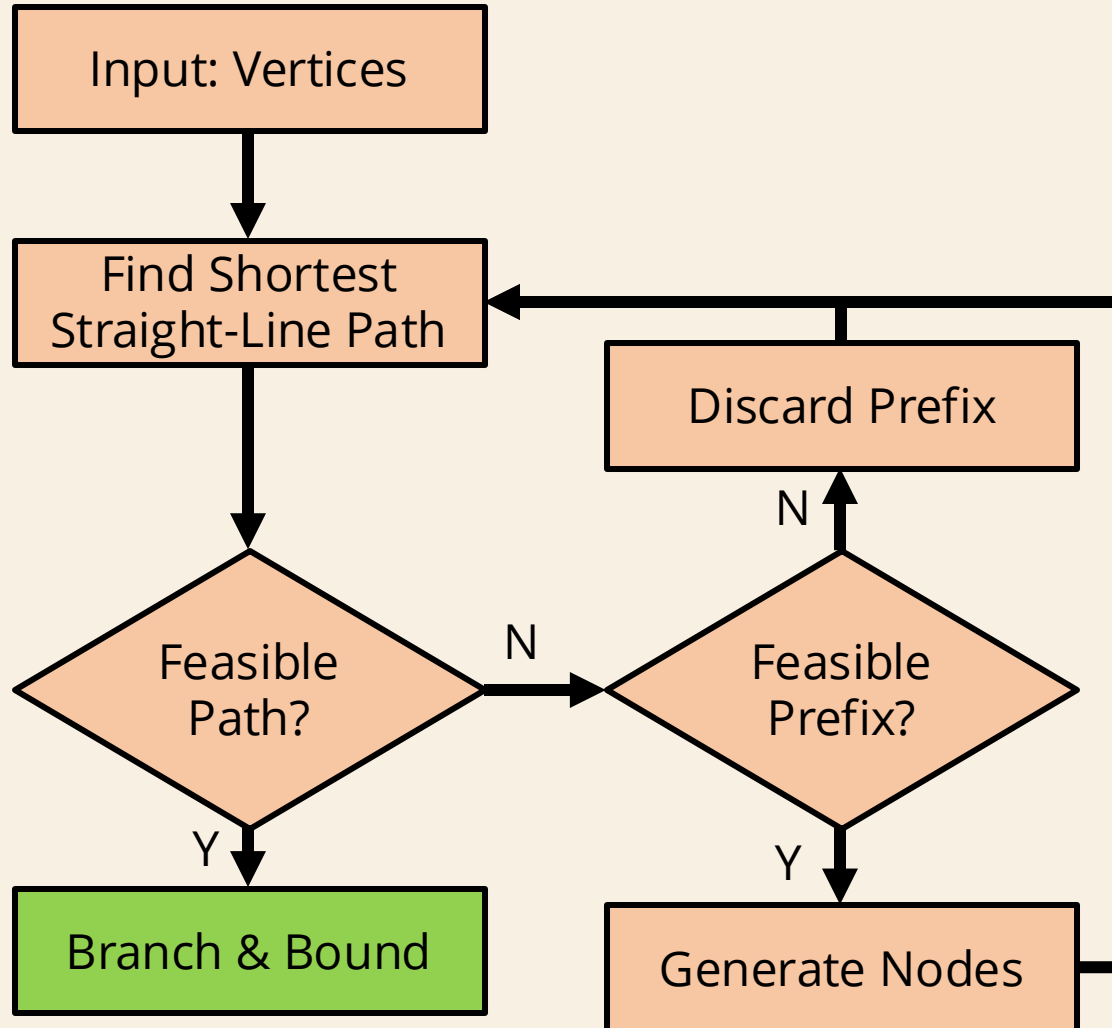 Input: Vertices
Find Shortest
Straight-Line Path
Discard Prefix
N
Feasible
Path?
N
Feasible
Prefix?
Y
Y
Branch & Bound
Generate Nodes